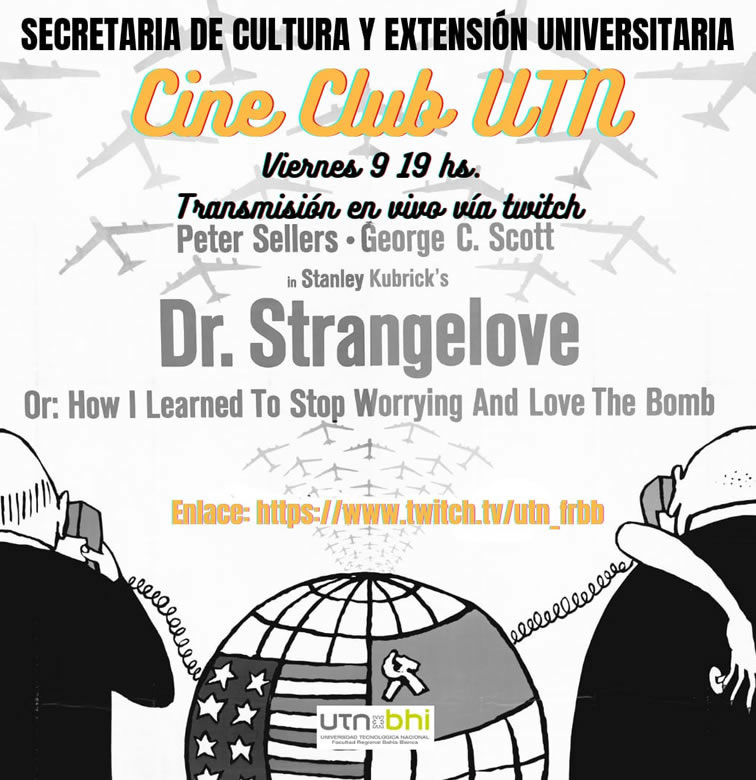 SECRETARIA DE CULTURA Y EXTENSIÓN UNIVERSITARIA
Cine Club UTN
Viernes 9 19 hs.
Transmisión en vivo vía twitch
Peter Sellers • George C. Scott
in Stanley Kubrick's
Dr. Strangelove
Or: How I Learned To Stop Worrying And Love The Bomb
Enlace: https://www.twitch.tv/utn_frbb
utn bhi
UNIVERSIDAD TECNOLOGICA NACIONAL
Facultad Regional Bahía Blanca